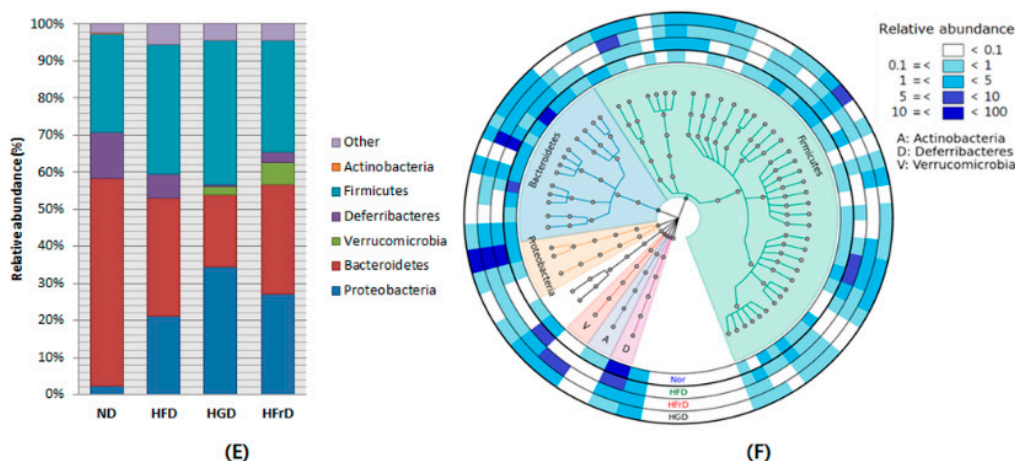 100%
90%
80%
70%
60%
50%
40%
30%
20%
10%
0%
Relative abundance(%)
ND HFD HGD HFrD
Other
Actinobacteria
Firmicutes
Deferribacteres
Verrucomicrobia
Bacteroidetes
Proteobacteria
(E)
Bacteroidetes
Firmicutes
Proteobacteria
V
A
D
Nor
HFD
HFrD
HGD
Relative abundance
< 0.1
0.1 =< < 1
1 =< < 5
5 =< < 10
10 =< < 100
A: Actinobacteria
D: Deferribacteres
V: Verrucomicrobia
(F)